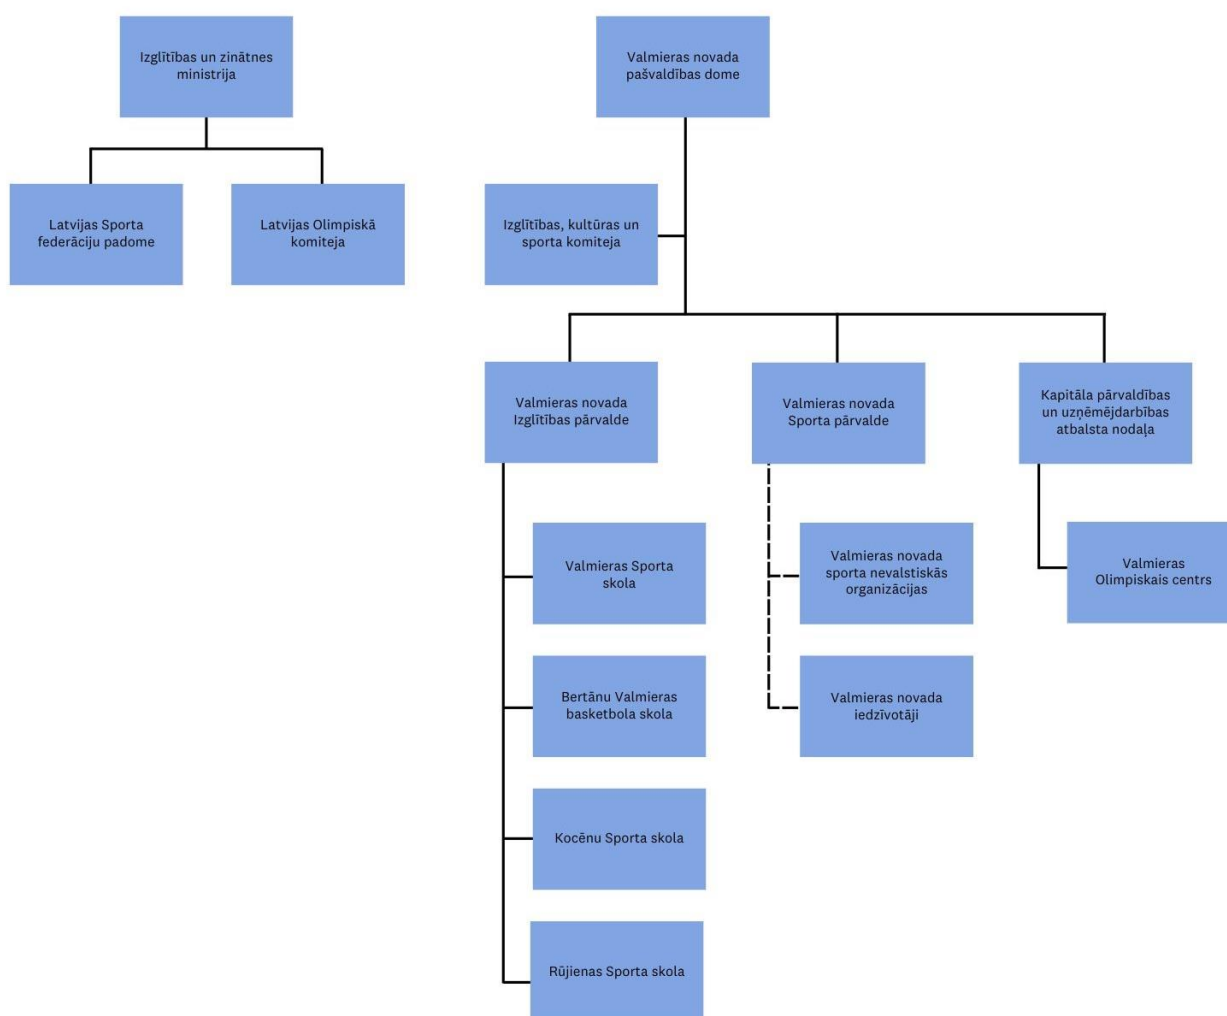 Izglītības un zinātnes
ministrija
Valmieras novada
pašvaldības dome
Latvijas Sporta
federāciju padome
Latvijas Olimpiskā
komiteja
Izglītības, kultūras un
sporta komiteja
Valmieras novada
Izglītības pārvalde
Valmieras novada
Sporta pārvalde
Kapitāla pārvaldības
un uzņēmējdarbības
atbalsta nodaļa
Valmieras Sporta
skola
Valmieras novada
sporta nevalstiskās
organizācijas
Valmieras
Olimpiskais centrs
Bertānu Valmieras
basketbola skola
Valmieras novada
iedzīvotāji
Kocēnu Sporta skola
Rūjienas Sporta skola